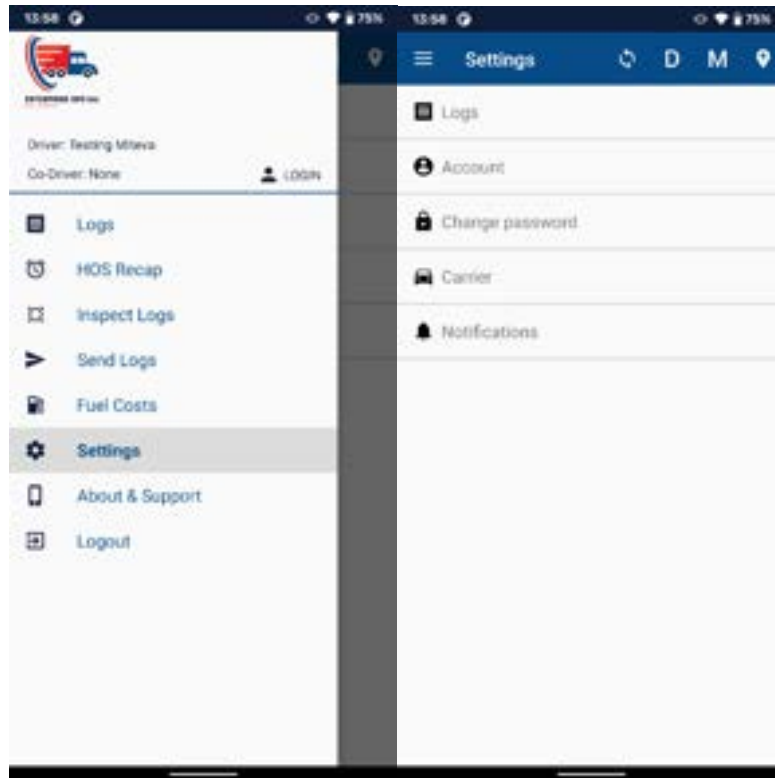 13:58
75%
Driver: Testing Miteva
Co-Driver: None
LOGIN
Logs
HOS Recap
Inspect Logs
Send Logs
Fuel Costs
Settings
About & Support
Logout
13:58
75%
Settings
D
M
Logs
Account
Change password
Carrier
Notifications